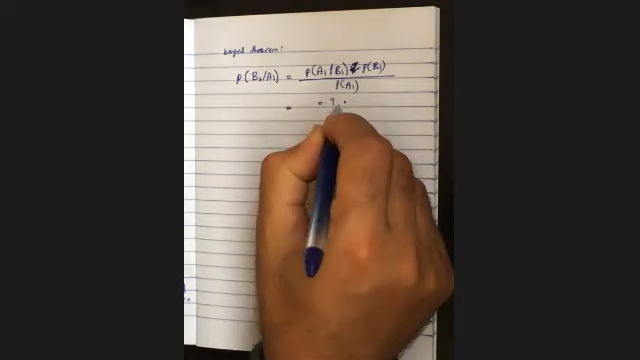 bayes theorem:
P(B₁/A₁) = P(A₁/B₁) P(B₁)
P(A₁)
= 0.9 .